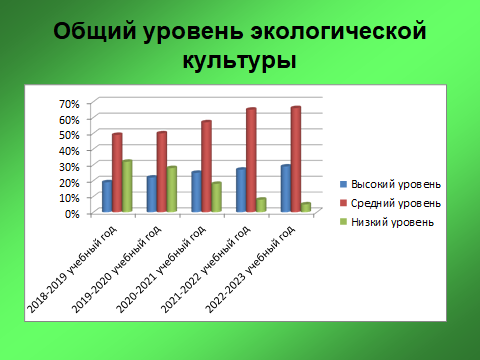 Общий уровень экологической
культуры
70%
60%
50%
40%
30%
20%
10%
0%
2018-2019 учебный год
2019-2020 учебный год
2020-2021 учебный год
2021-2022 учебный год
2022-2023 учебный год
Высокий уровень
Средний уровень
Низкий уровень